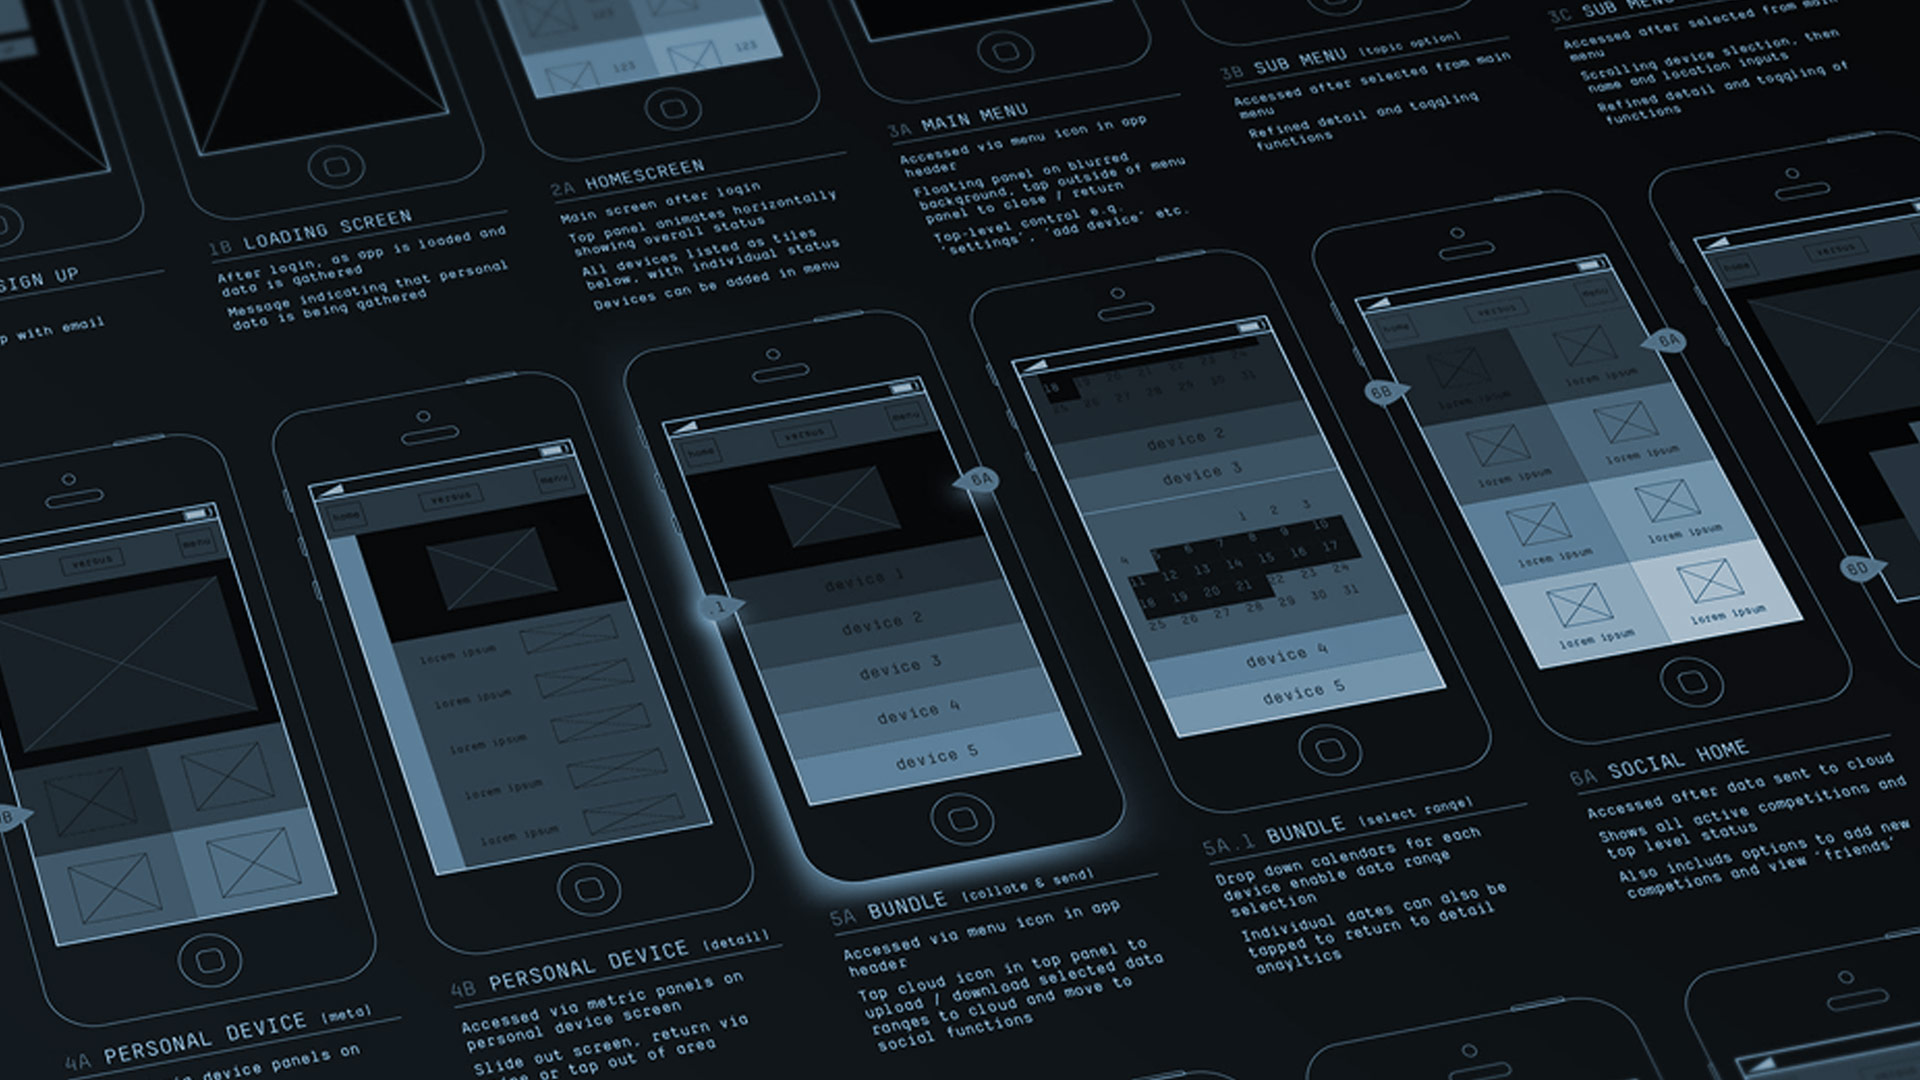 123
123
123
SIGN UP
p with email
1B LOADING SCREEN
After login, as app is loaded and
data is gathered
Message indicating that personal
data is being gathered
2A HOMESCREEN
Main screen after login
Top panel animates horizontally
showing overall status
All devices listed as tiles
below, with individual status
Devices can be added in menu
3A MAIN MENU
Accessed via menu icon in app
header
Floating panel on blurred
background, tap outside of menu
panel to close / return
Top-level control e.g.
'settings', 'add device' etc.
3B SUB MENU (topic option)
Accessed after selected from main
menu
Refined detail and toggling
functions
3C SUB MENU
Accessed after selected from main
menu
Scrolling device slection, then
name and location inputs
Refined detail and toggling of
functions
versus
menu
4A PERSONAL DEVICE (meta)
device panels on
home
versus
menu
lorem ipsum
lorem ipsum
lorem ipsum
lorem ipsum
lorem ipsum
4B PERSONAL DEVICE (detail)
Accessed via metric panels on
personal device screen
Slide out screen, return via
or tap out of area
home
versus
menu
6A
.1
device 1
device 2
device 3
device 4
device 5
5A BUNDLE (collate & send)
Accessed via menu icon in app
header
Tap cloud icon in top panel to
upload / download selected data
ranges to cloud and move to
social functions
18 19 20 21 22 23 24
25 26 27 28 29 30 31
device 2
device 3
1 2 3
4 5 6 7 8 9 10
11 12 13 14 15 16 17
18 19 20 21 22 23 24
25 26 27 28 29 30 31
device 4
device 5
5A.1 BUNDLE (select range)
Drop down calendars for each
device enable data range
selection
Individual dates can also be
tapped to return to detail
anayltics
home
versus
menu
6A
6B
lorem ipsum
lorem ipsum
lorem ipsum
lorem ipsum
lorem ipsum
lorem ipsum
lorem ipsum
lorem ipsum
6A SOCIAL HOME
Accessed after data sent to cloud
Shows all active competitions and
top level status
Also includes options to add new
competions and view 'friends'
home
versus
6D